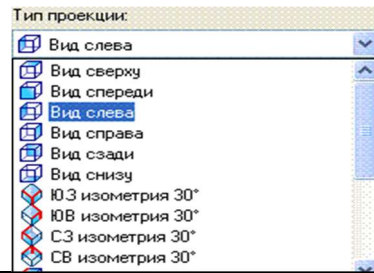 Тип проекции:
Вид слева
Вид сверху
Вид спереди
Вид слева
Вид справа
Вид сзади
Вид снизу
ЮЗ изометрия 30°
ЮВ изометрия 30°
СЗ изометрия 30°
СВ изометрия 30°